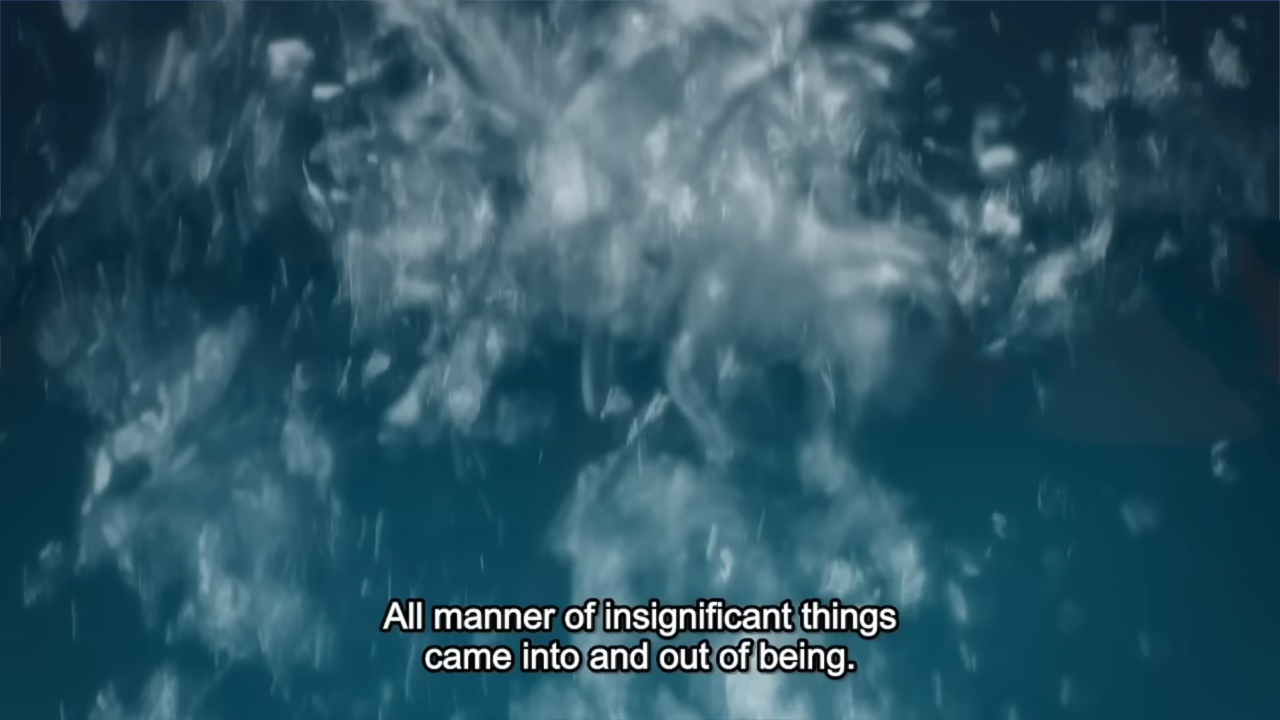 All manner of insignificant things
came into and out of being.